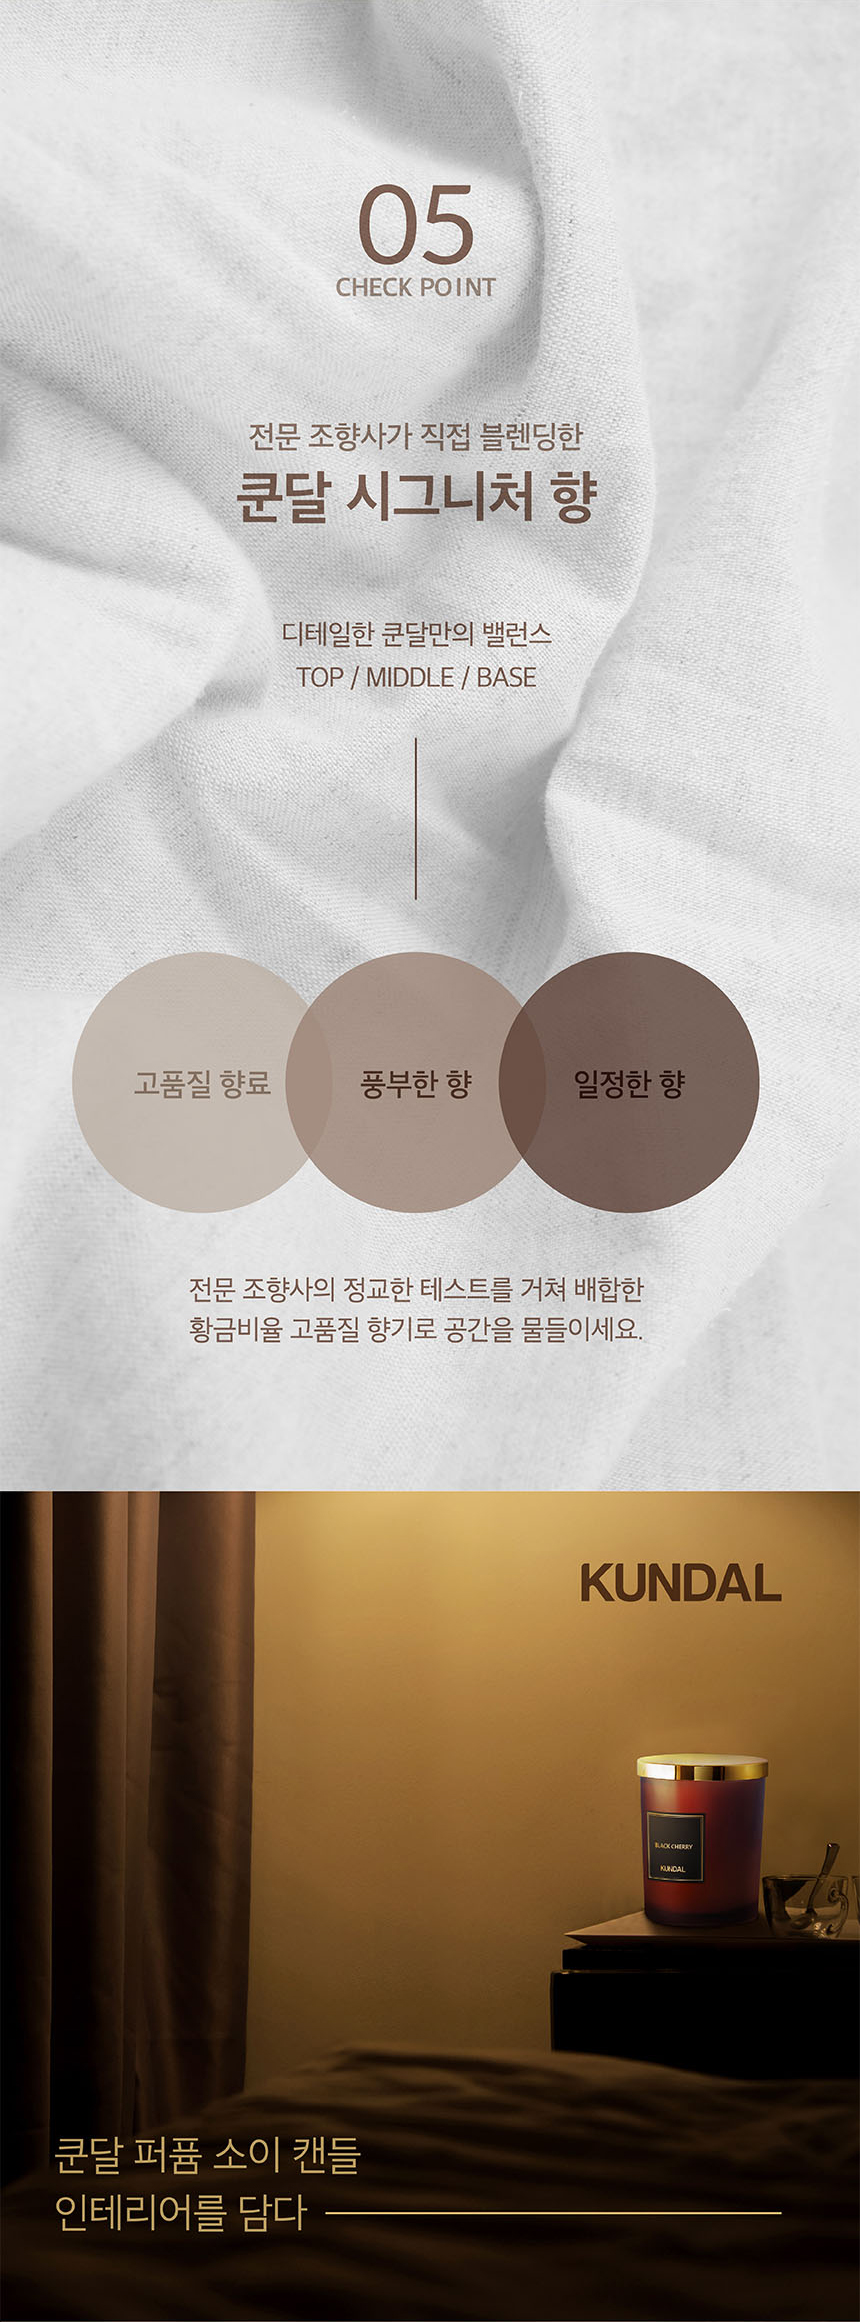 05
CHECK POINT
전문 조향사가 직접 블렌딩한
쿤달 시그니처 향
디테일한 쿤달만의 밸런스
TOP / MIDDLE / BASE
고품질 향료
풍부한 향
일정한 향
전문 조향사의 정교한 테스트를 거쳐 배합한
황금비율 고품질 향기로 공간을 물들이세요.
KUNDAL
BLACK CHERRY
KUNDAL
쿤달 퍼퓸 소이 캔들
인테리어를 담다